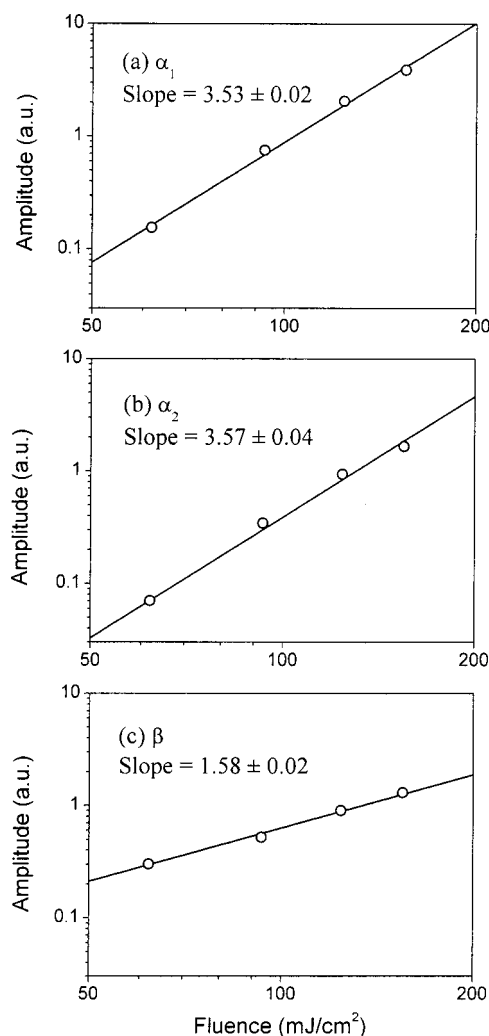 10
(a) α₁
Slope = 3.53 ± 0.02
1
0.1
Amplitude (a.u.)
50 100 200
10
(b) α₂
Slope = 3.57 ± 0.04
1
0.1
Amplitude (a.u.)
50 100 200
10
(c) β
Slope = 1.58 ± 0.02
1
0.1
Amplitude (a.u.)
50 100 200
Fluence (mJ/cm²)